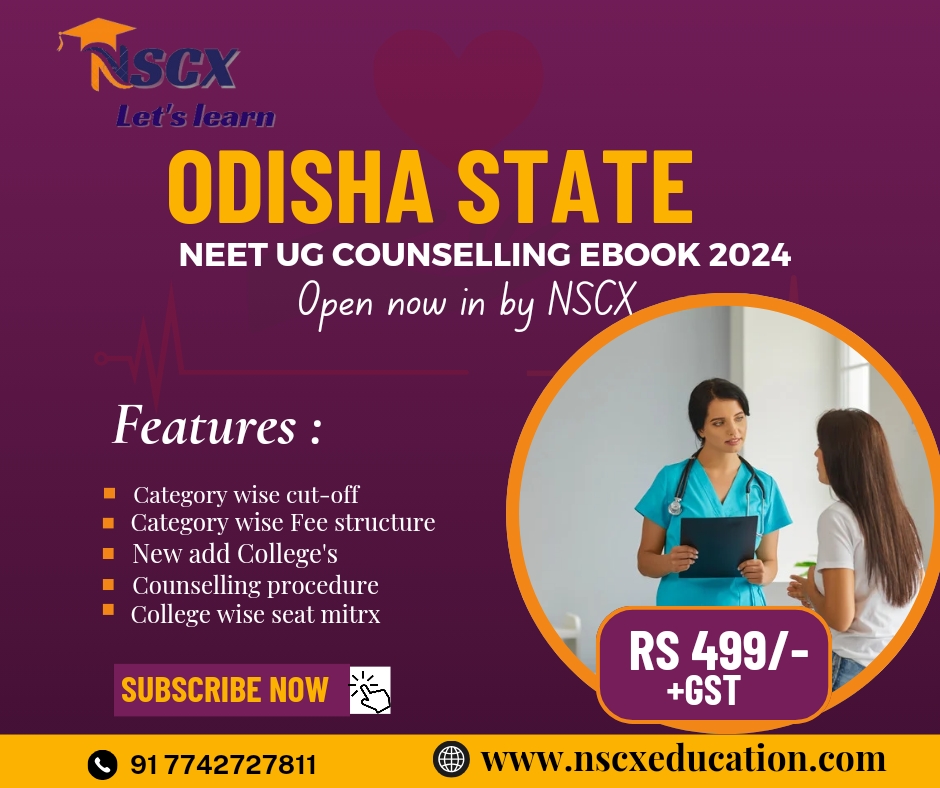 NSCX
Let's learn
ODISHA STATE
NEET UG COUNSELLING EBOOK 2024
Open now in by NSCX
Features :
Category wise cut-off
Category wise Fee structure
New add College's
Counselling procedure
College wise seat mitrx
RS 499/-
+GST
SUBSCRIBE NOW
91 7742727811
www.nscxeducation.com